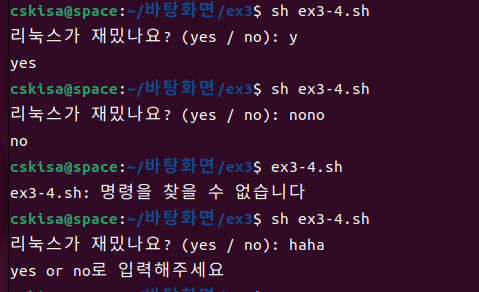 cskisa@space:~/바탕화면/ex3$ sh ex3-4.sh
리눅스가 재밌나요? (yes / no): y
yes
cskisa@space:~/바탕화면/ex3$ sh ex3-4.sh
리눅스가 재밌나요? (yes / no): nono
no
cskisa@space:~/바탕화면/ex3$ ex3-4.sh
ex3-4.sh: 명령을 찾을 수 없습니다
cskisa@space:~/바탕화면/ex3$ sh ex3-4.sh
리눅스가 재밌나요? (yes / no): haha
yes or no로 입력해주세요